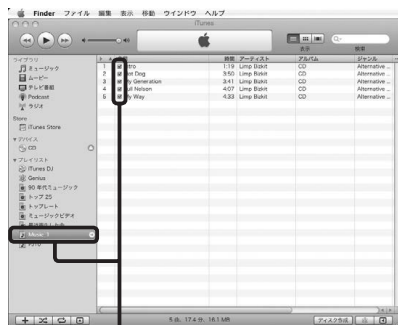 Finder ファイル 編集 表示 移動 ウインドウ ヘルプ
iTunes
表示 検索
ライブラリ
ミュージック
ムービー
テレビ番組
Podcast
ラジオ
Store
iTunes Store
デバイス
CD
プレイリスト
iTunes DJ
Genius
90 年代ミュージック
トップ 25
トップレート
ミュージックビデオ
Music 1
時間 アーティスト アルバム ジャンル
1 Intro 1:19 Limp Bizkit CD Alternative ...
2 Dog 3:50 Limp Bizkit CD Alternative ...
3 My Generation 3:41 Limp Bizkit CD Alternative ...
4 Full Nelson 4:07 Limp Bizkit CD Alternative ...
5 My Way 4:33 Limp Bizkit CD Alternative ...
5 曲、17.4 分、16.1 MB
ディスク作成